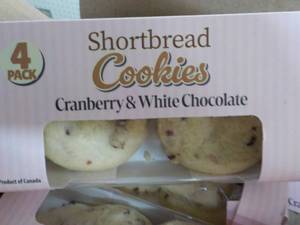 4
PACK
Shortbread
Cookies
Cranberry & White Chocolate
Product of Canada